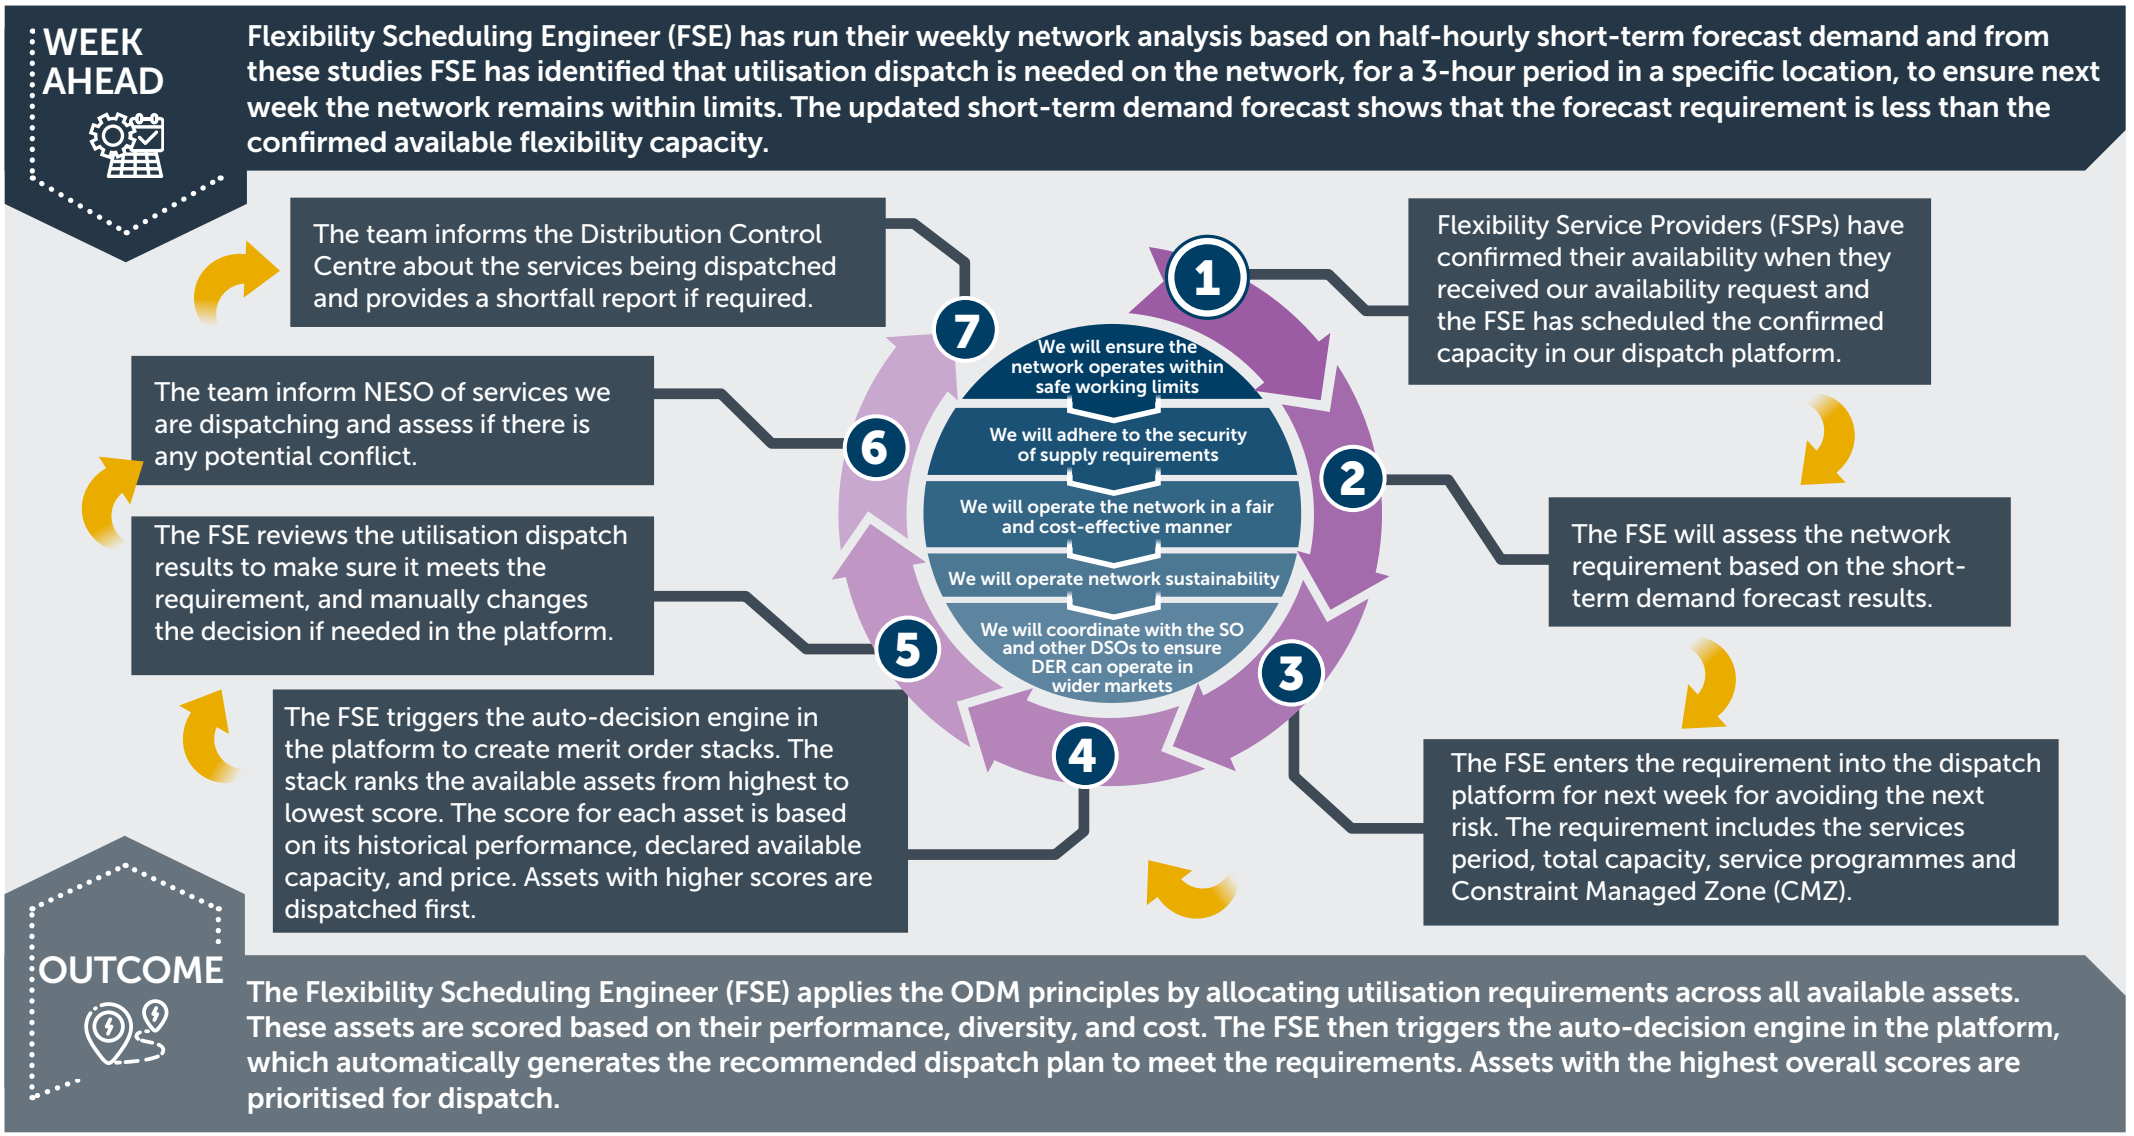 WEEK
AHEAD
Flexibility Scheduling Engineer (FSE) has run their weekly network analysis based on half-hourly short-term forecast demand and from
these studies FSE has identified that utilisation dispatch is needed on the network, for a 3-hour period in a specific location, to ensure next
week the network remains within limits. The updated short-term demand forecast shows that the forecast requirement is less than the
confirmed available flexibility capacity.
1
Flexibility Service Providers (FSPs) have
confirmed their availability when they
received our availability request and
the FSE has scheduled the confirmed
capacity in our dispatch platform.
2
The FSE will assess the network
requirement based on the short-
term demand forecast results.
3
The FSE enters the requirement into the dispatch
platform for next week for avoiding the next
risk. The requirement includes the services
period, total capacity, service programmes and
Constraint Managed Zone (CMZ).
4
The FSE triggers the auto-decision engine in
the platform to create merit order stacks. The
stack ranks the available assets from highest to
lowest score. The score for each asset is based
on its historical performance, declared available
capacity, and price. Assets with higher scores are
dispatched first.
5
The FSE reviews the utilisation dispatch
results to make sure it meets the
requirement, and manually changes
the decision if needed in the platform.
6
The team inform NESO of services we
are dispatching and assess if there is
any potential conflict.
7
The team informs the Distribution Control
Centre about the services being dispatched
and provides a shortfall report if required.
We will ensure the
network operates within
safe working limits
We will adhere to the security
of supply requirements
We will operate the network in a fair
and cost-effective manner
We will operate network sustainability
We will coordinate with the SO
and other DSOs to ensure
DER can operate in
wider markets
OUTCOME
The Flexibility Scheduling Engineer (FSE) applies the ODM principles by allocating utilisation requirements across all available assets.
These assets are scored based on their performance, diversity, and cost. The FSE then triggers the auto-decision engine in the platform,
which automatically generates the recommended dispatch plan to meet the requirements. Assets with the highest overall scores are
prioritised for dispatch.